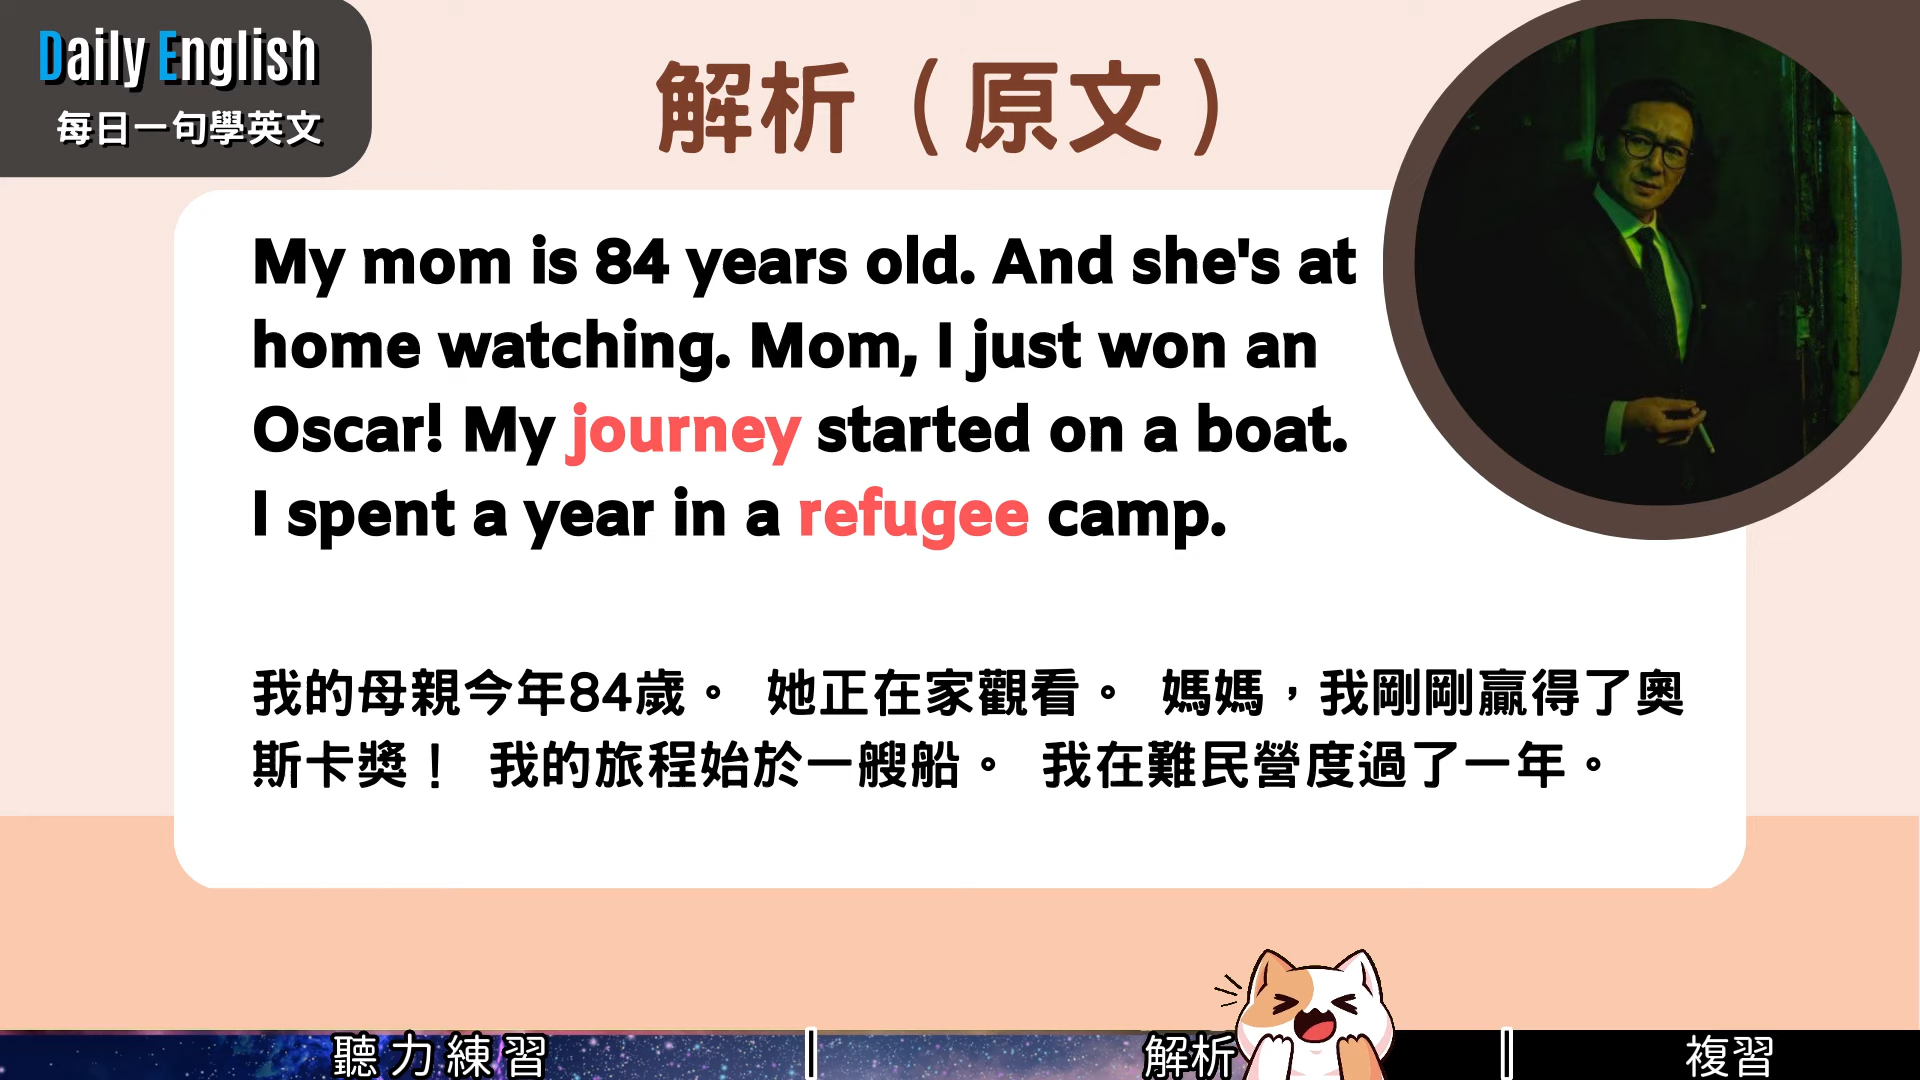 Daily English
每日一句學英文
解析（原文）
My mom is 84 years old. And she's at
home watching. Mom, I just won an
Oscar! My journey started on a boat.
I spent a year in a refugee camp.
我的母親今年84歲。 她正在家觀看。 媽媽，我剛剛贏得了奧
斯卡獎！ 我的旅程始於一艘船。 我在難民營度過了一年。
聽力練習
解析
複習